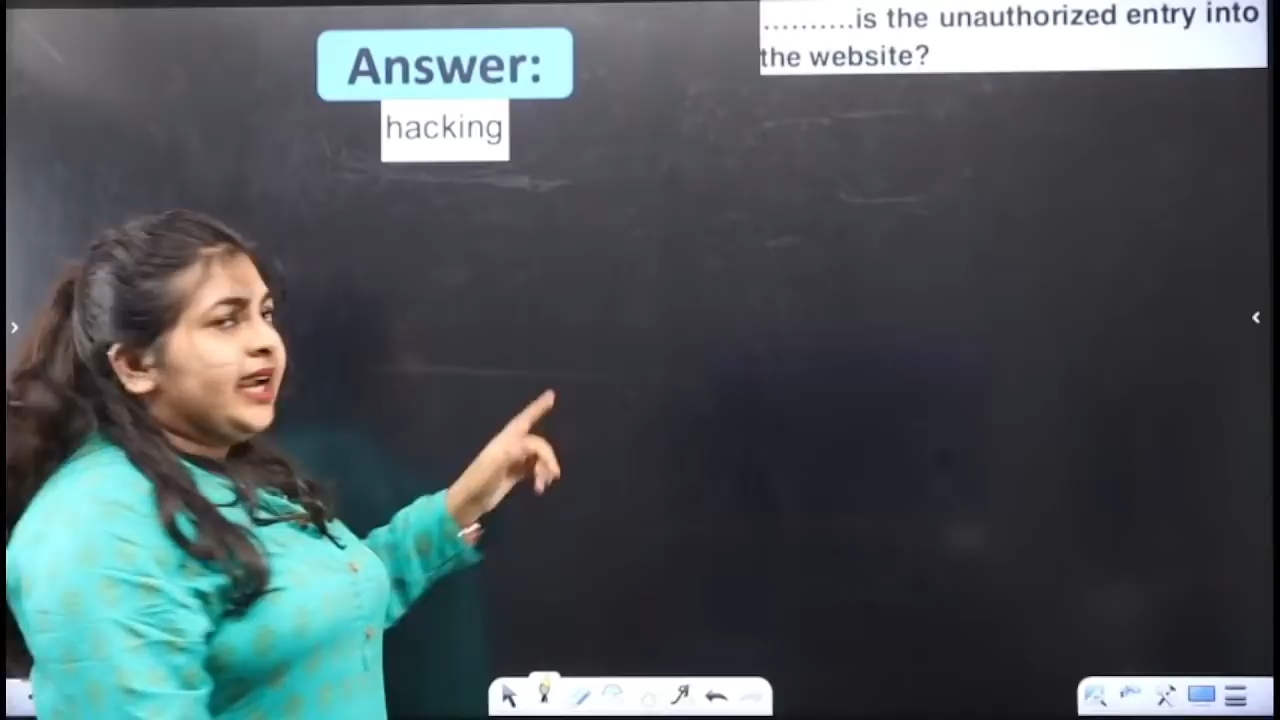 ……….is the unauthorized entry into
the website?
Answer:
hacking